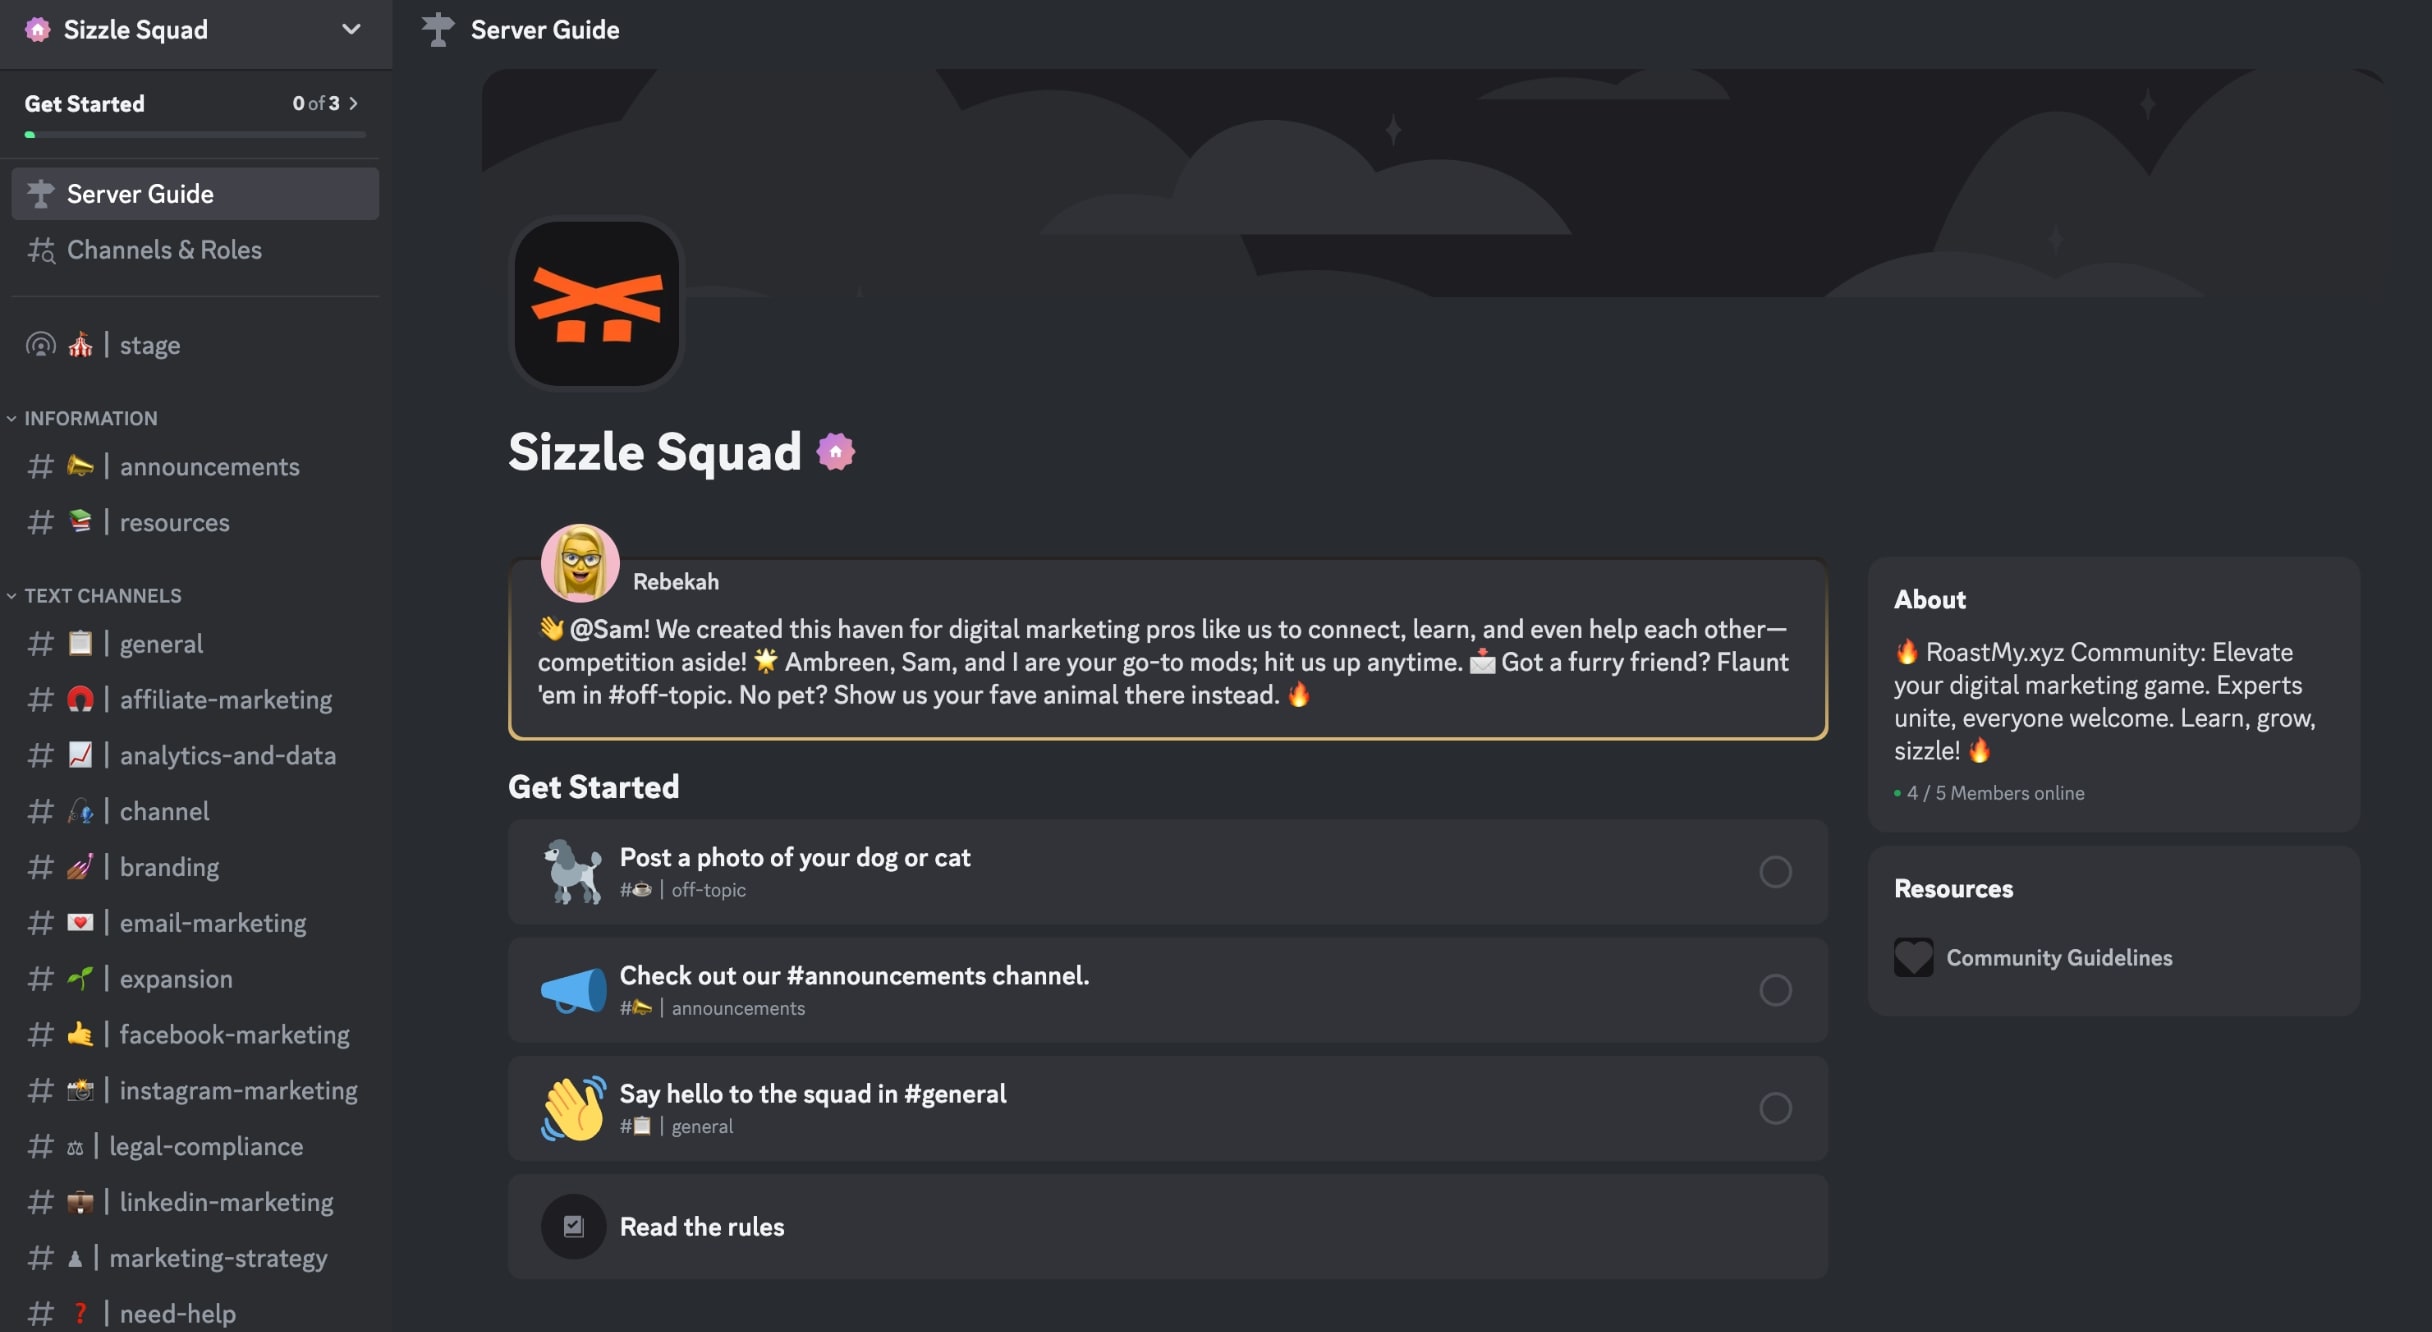 Sizzle Squad
Get Started 0 of 3
Server Guide
Channels & Roles
| stage
INFORMATION
# | announcements
# | resources
TEXT CHANNELS
# | general
# | affiliate-marketing
# | analytics-and-data
# | channel
# | branding
# | email-marketing
# | expansion
# | facebook-marketing
# | instagram-marketing
# | legal-compliance
# | linkedin-marketing
# | marketing-strategy
# ❓ | need-help
Server Guide
Sizzle Squad
Rebekah
👋 @Sam! We created this haven for digital marketing pros like us to connect, learn, and even help each other—
competition aside! 🌟 Ambreen, Sam, and I are your go-to mods; hit us up anytime. 📩 Got a furry friend? Flaunt
'em in #off-topic. No pet? Show us your fave animal there instead. 🔥
Get Started
Post a photo of your dog or cat
#☕ | off-topic
Check out our #announcements channel.
# | announcements
Say hello to the squad in #general
#📋 | general
Read the rules
About
🔥 RoastMy.xyz Community: Elevate
your digital marketing game. Experts
unite, everyone welcome. Learn, grow,
sizzle! 🔥
4 / 5 Members online
Resources
Community Guidelines